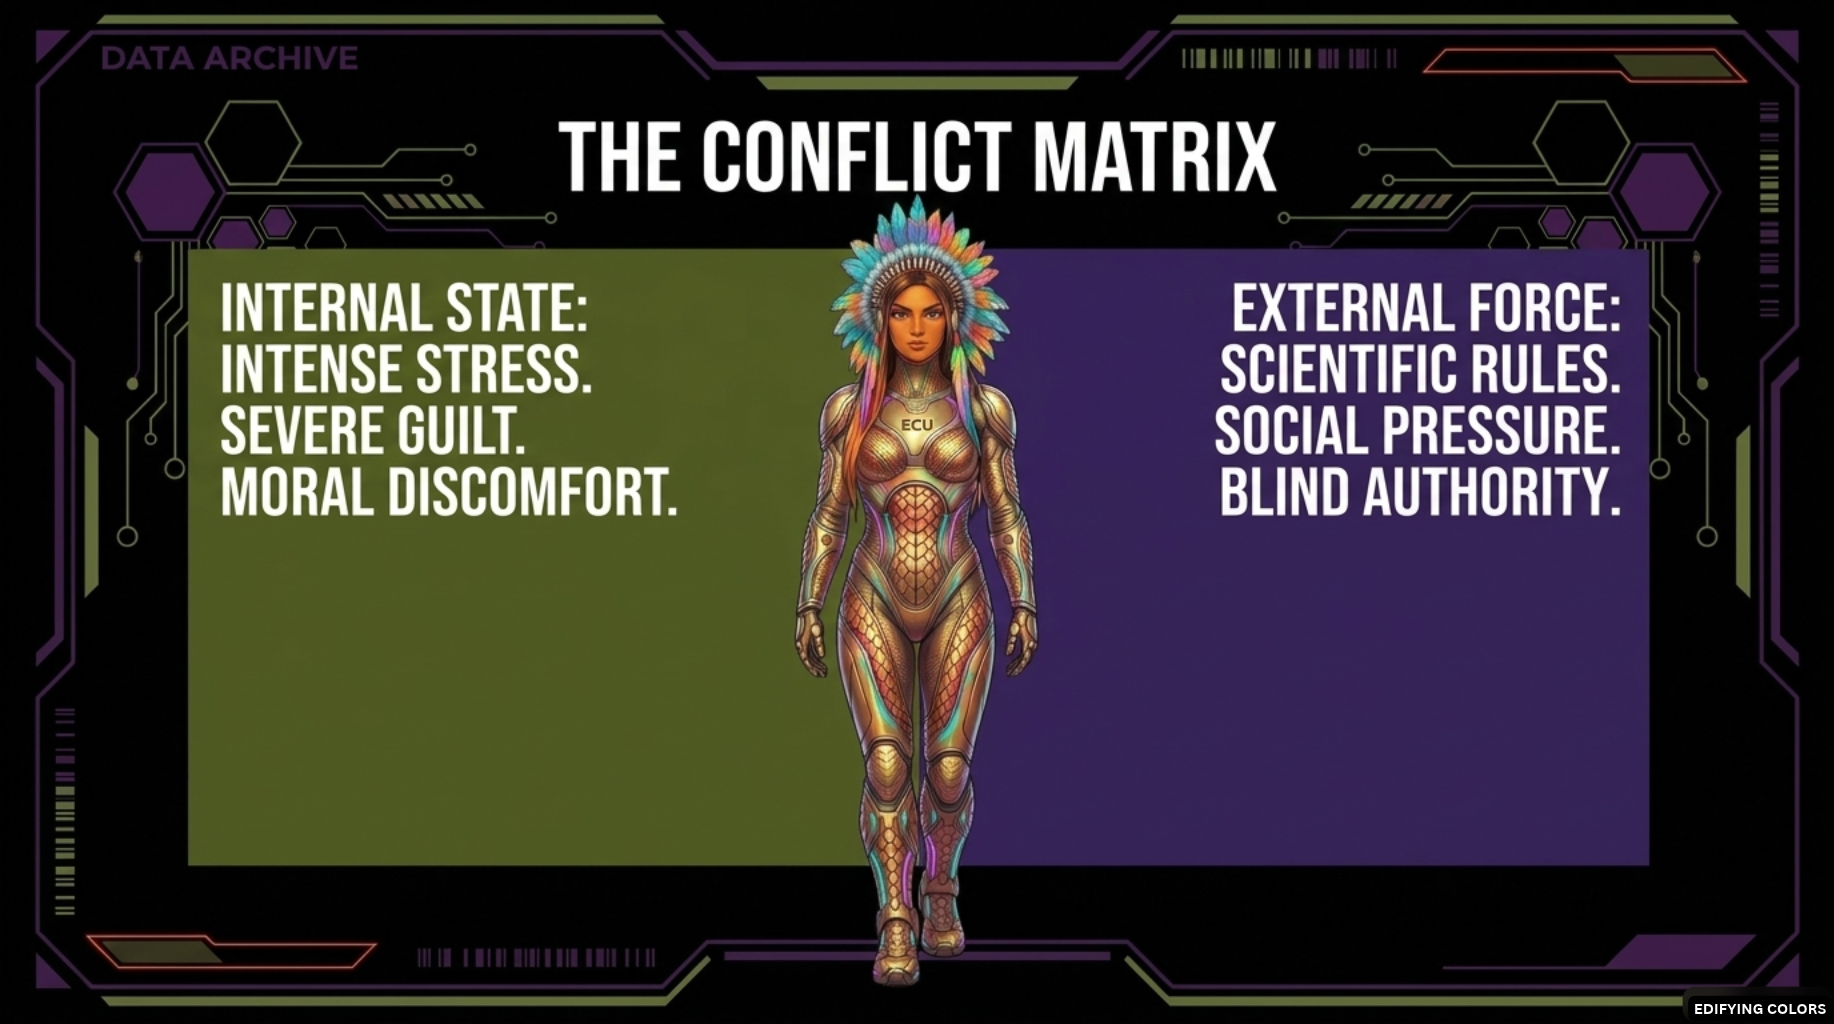 DATA ARCHIVE
THE CONFLICT MATRIX
INTERNAL STATE:
INTENSE STRESS.
SEVERE GUILT.
MORAL DISCOMFORT.
ECU
EXTERNAL FORCE:
SCIENTIFIC RULES.
SOCIAL PRESSURE.
BLIND AUTHORITY.
EDIFYING COLORS